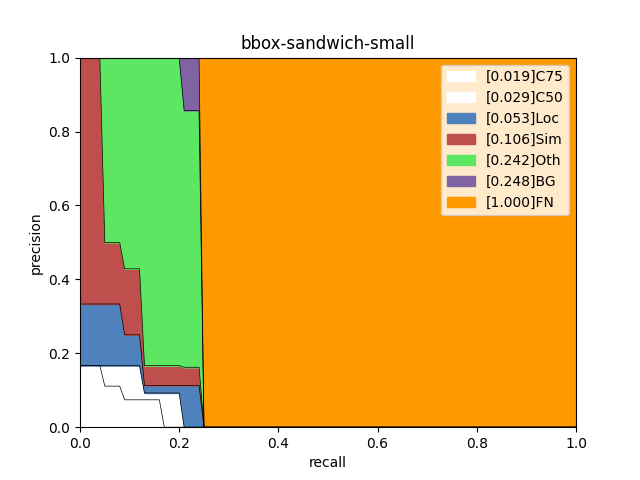 bbox-sandwich-small
1.0
0.8
0.6
0.4
0.2
0.0
precision
[0.019]C75
[0.029]C50
[0.053]Loc
[0.106]Sim
[0.242]Oth
[0.248]BG
[1.000]FN
0.0 0.2 0.4 0.6 0.8 1.0
recall